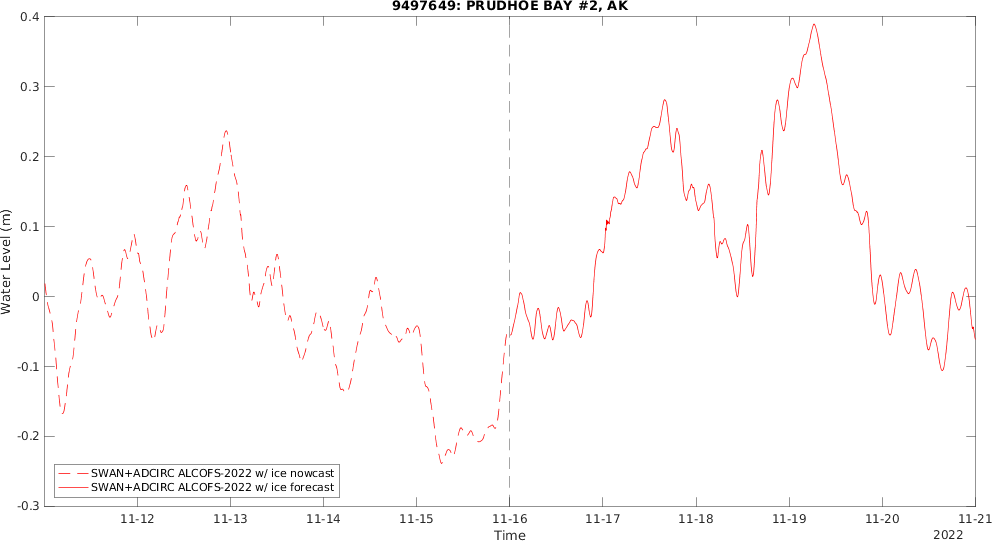 9497649: PRUDHOE BAY #2, AK
0.4
0.3
0.2
0.1
0
-0.1
-0.2
-0.3
Water Level (m)
SWAN+ADCIRC ALCOFS-2022 w/ ice nowcast
SWAN+ADCIRC ALCOFS-2022 w/ ice forecast
11-12 11-13 11-14 11-15 11-16 11-17 11-18 11-19 11-20 11-21
Time
2022